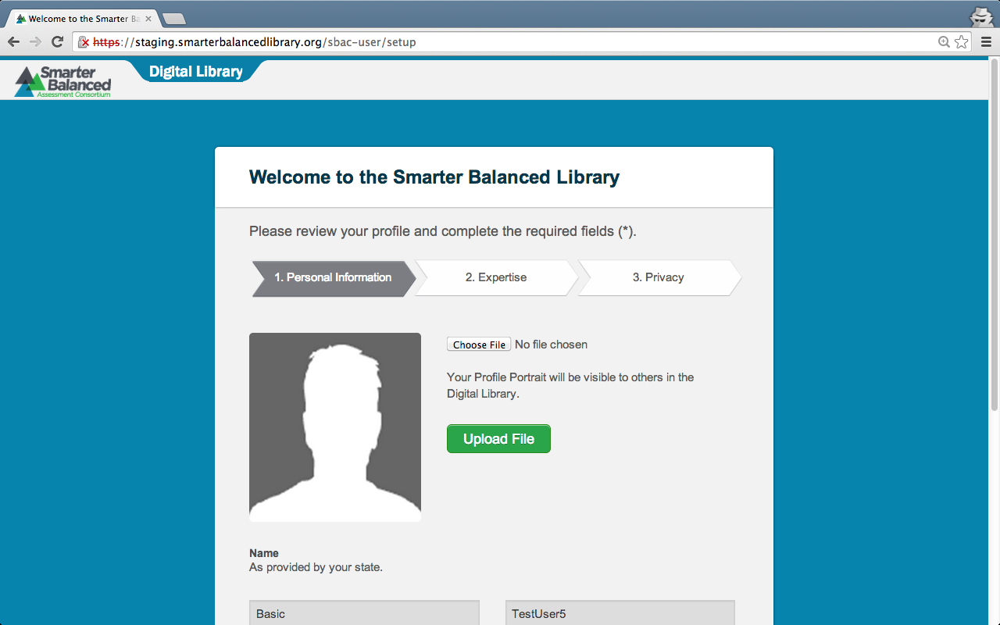 Welcome to the Smarter Ba
https://staging.smarterbalancedlibrary.org/sbac-user/setup
Smarter
Balanced
Assessment Consortium
Digital Library
Welcome to the Smarter Balanced Library
Please review your profile and complete the required fields (*).
1. Personal Information
2. Expertise
3. Privacy
Choose File No file chosen
Your Profile Portrait will be visible to others in the
Digital Library.
Upload File
Name
As provided by your state.
Basic
TestUser5